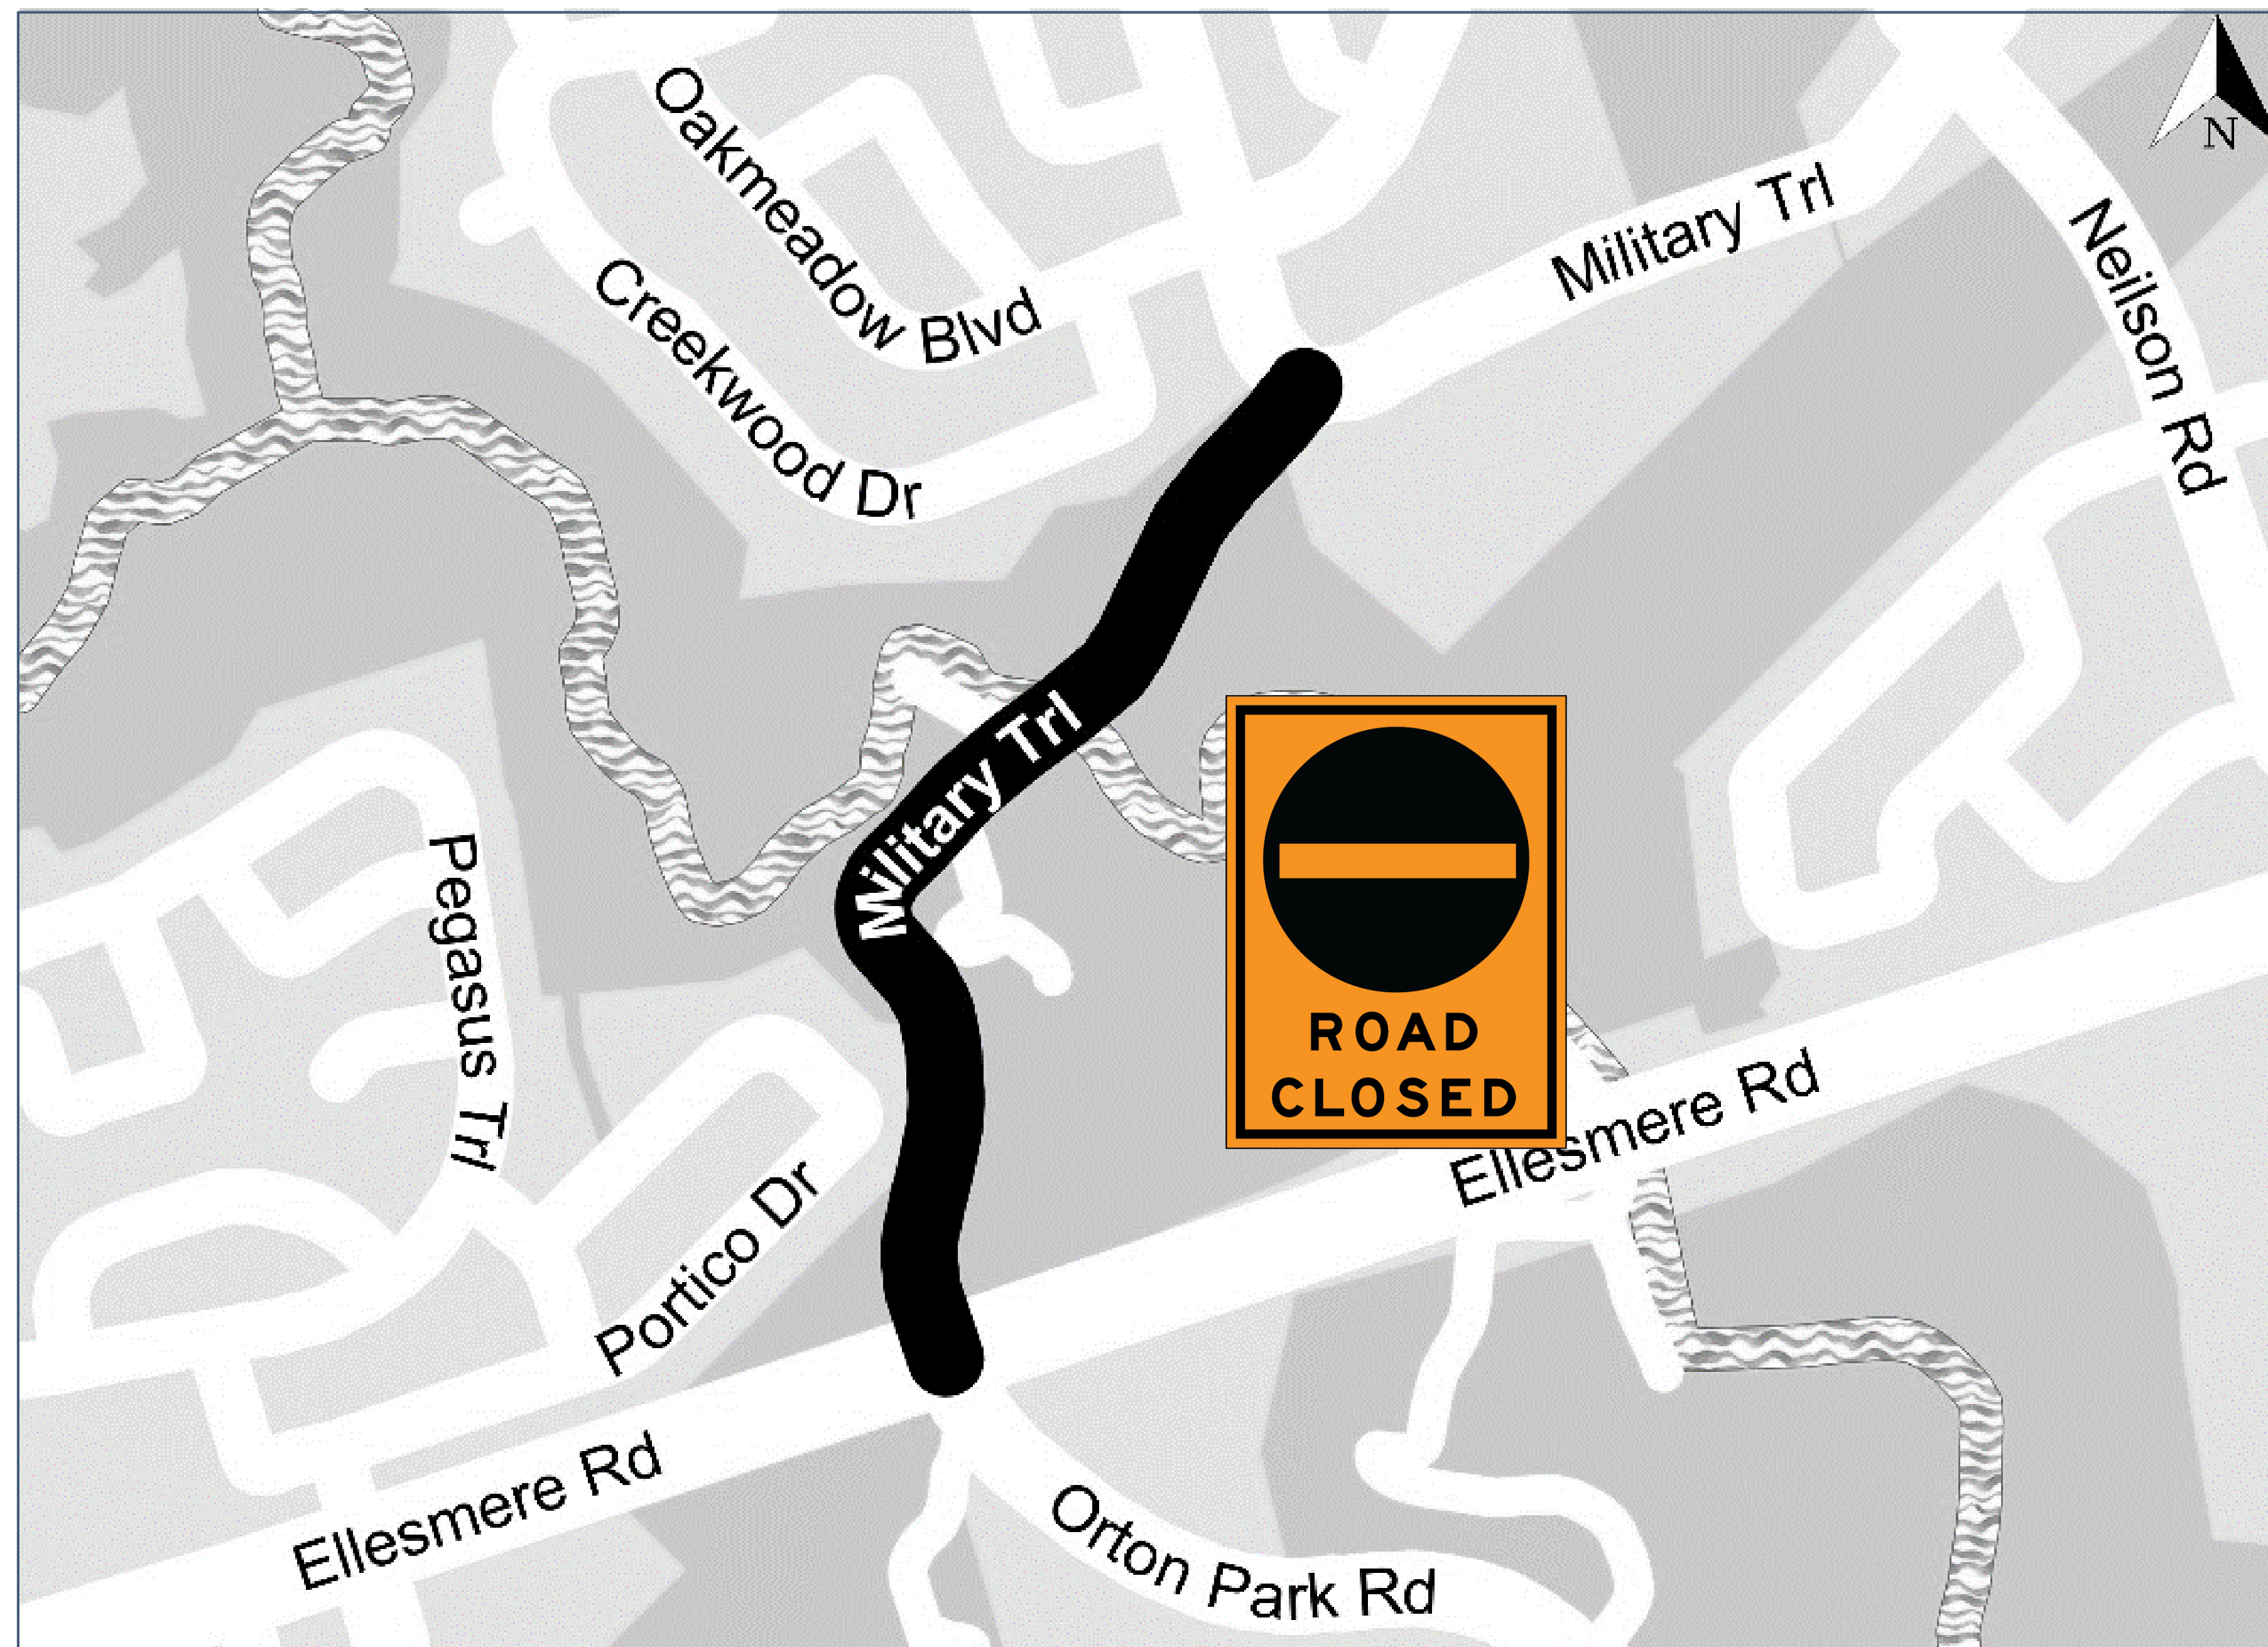 N
Oakmeadow Blvd
Military Trl
Neilson Rd
Creekwood Dr
Military Trl
Pegasus Trl
ROAD
CLOSED
Ellesmere Rd
Portico Dr
Ellesmere Rd
Orton Park Rd